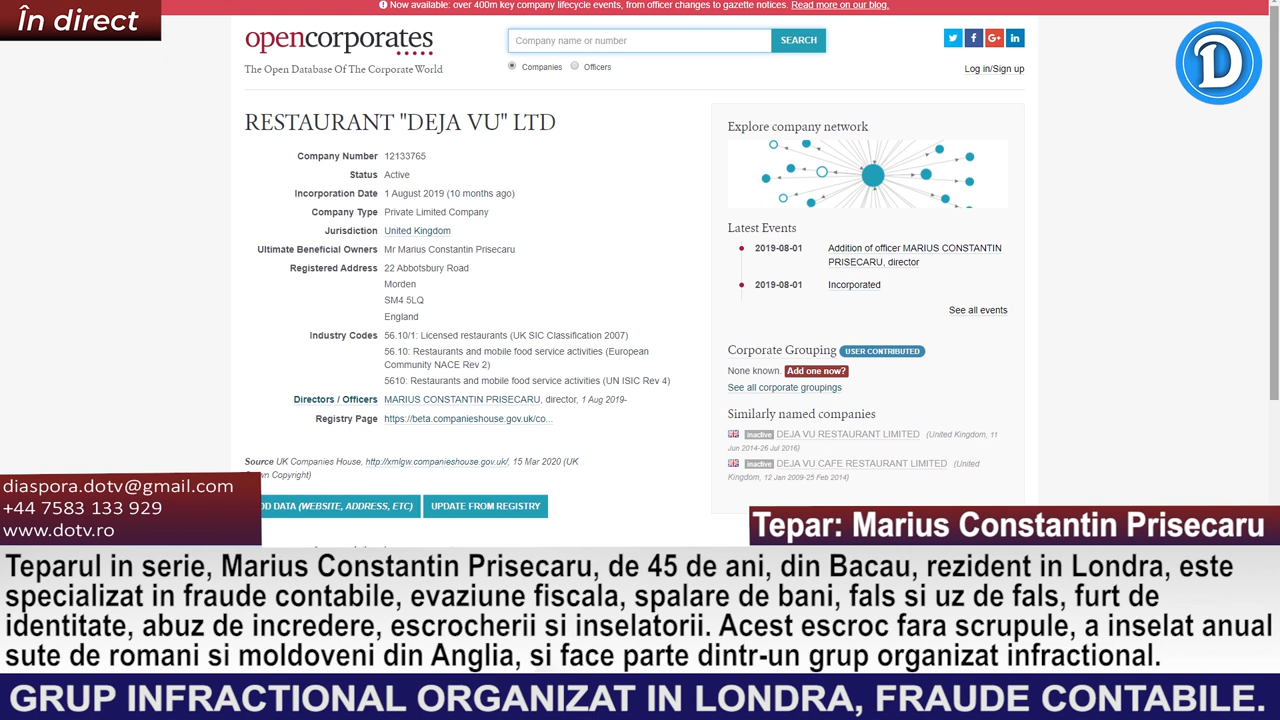 În direct
Now available: over 400m key company lifecycle events, from officer changes to gazette notices. Read more on our blog.
opencorporates
The Open Database Of The Corporate World
Company name or number
SEARCH
Companies
Officers
Log in/Sign up
D
RESTAURANT "DEJA VU" LTD
Company Number 12133765
Status Active
Incorporation Date 1 August 2019 (10 months ago)
Company Type Private Limited Company
Jurisdiction United Kingdom
Ultimate Beneficial Owners Mr Marius Constantin Prisecaru
Registered Address 22 Abbotsbury Road
Morden
SM4 5LQ
England
Industry Codes 56.10/1: Licensed restaurants (UK SIC Classification 2007)
56.10: Restaurants and mobile food service activities (European
Community NACE Rev 2)
5610: Restaurants and mobile food service activities (UN ISIC Rev 4)
Directors / Officers MARIUS CONSTANTIN PRISECARU, director, 1 Aug 2019-
Registry Page https://beta.companieshouse.gov.uk/co...
Source UK Companies House, http://xmlgw.companieshouse.gov.uk/, 15 Mar 2020 (UK
n Copyright)
DATA (WEBSITE, ADDRESS, ETC)
UPDATE FROM REGISTRY
Explore company network
Latest Events
2019-08-01 Addition of officer MARIUS CONSTANTIN
PRISECARU, director
2019-08-01 Incorporated
See all events
Corporate Grouping USER CONTRIBUTED
None known. Add one now?
See all corporate groupings
Similarly named companies
inactive DEJA VU RESTAURANT LIMITED (United Kingdom, 11
Jun 2014-26 Jul 2016)
inactive DEJA VU CAFE RESTAURANT LIMITED (United
Kingdom, 12 Jan 2009-25 Feb 2014)
diaspora.dotv@gmail.com
+44 7583 133 929
www.dotv.ro
Tepar: Marius Constantin Prisecaru
Teparul in serie, Marius Constantin Prisecaru, de 45 de ani, din Bacau, rezident in Londra, este
specializat in fraude contabile, evaziune fiscala, spalare de bani, fals si uz de fals, furt de
identitate, abuz de incredere, escrocherii si inselatorii. Acest escroc fara scrupule, a inselat anual
sute de romani si moldoveni din Anglia, si face parte dintr-un grup organizat infractional.
GRUP INFRACTIONAL ORGANIZAT IN LONDRA, FRAUDE CONTABILE.